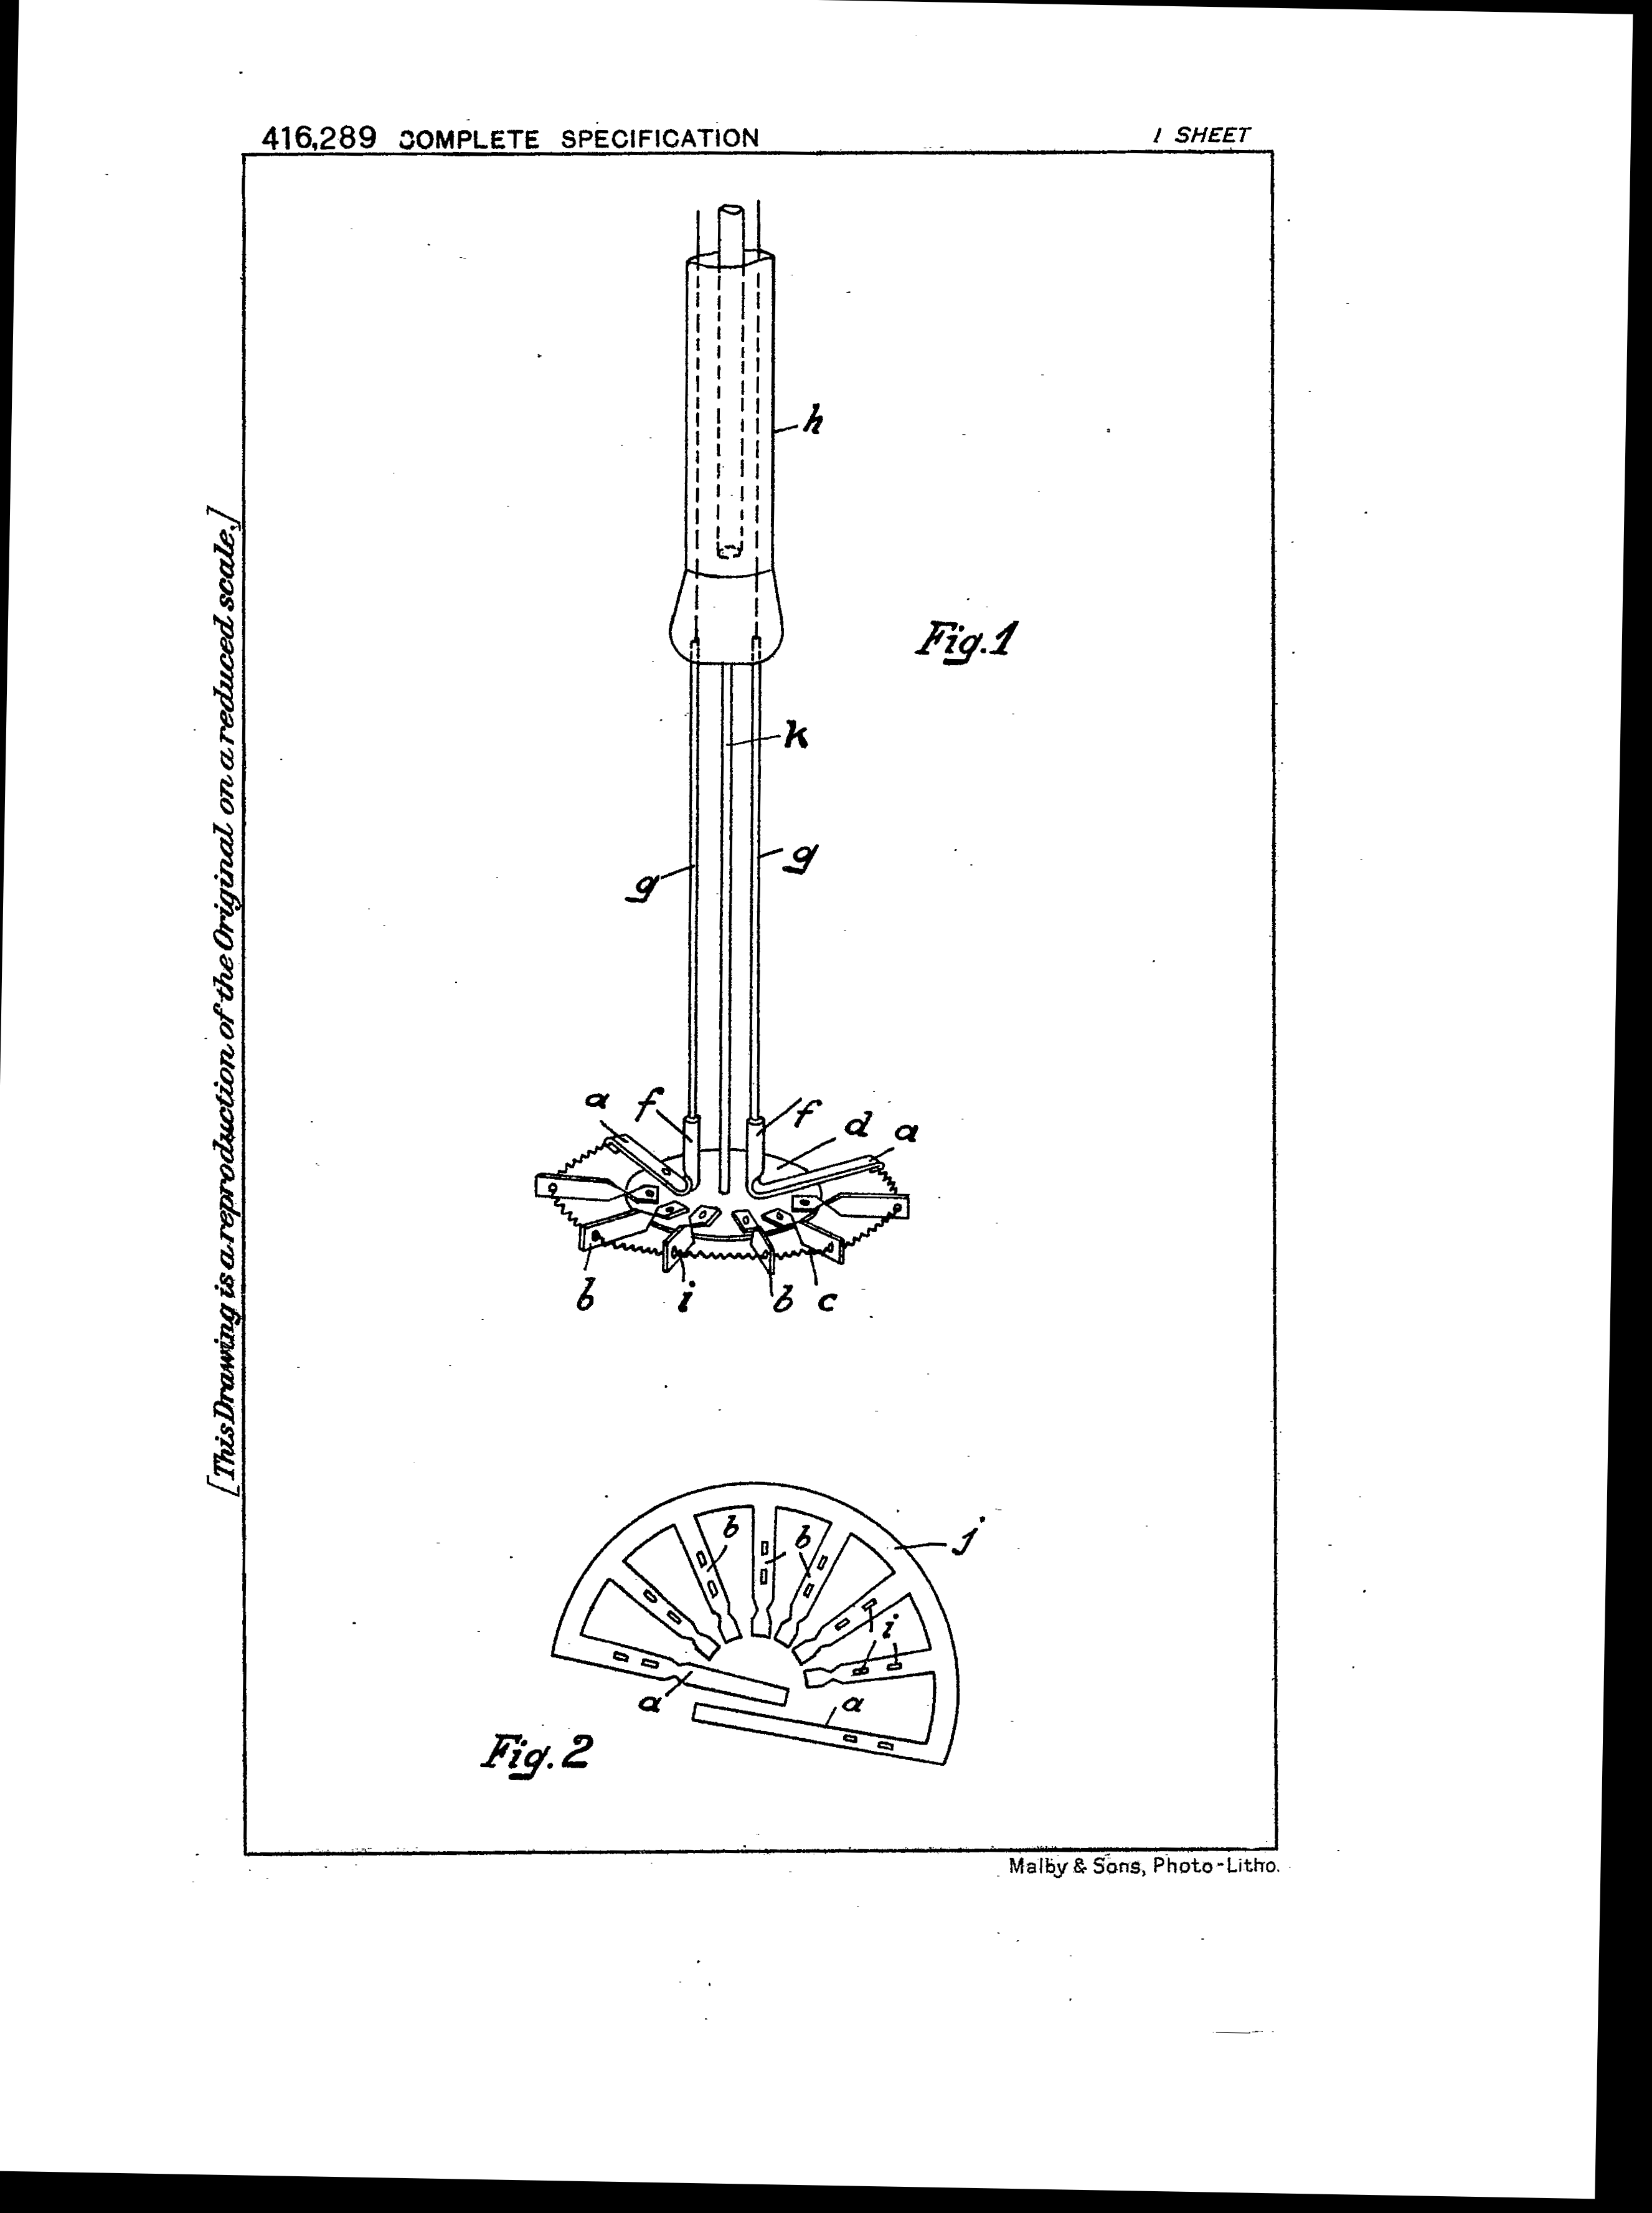 416,289 COMPLETE SPECIFICATION
1 SHEET
[This Drawing is a reproduction of the Original on a reduced scale.]
h
Fig.1
k
g
g
a
f
f
d
a
b
i
b
c
b
b
j
i
a
a
Fig.2
Malby & Sons, Photo-Litho.